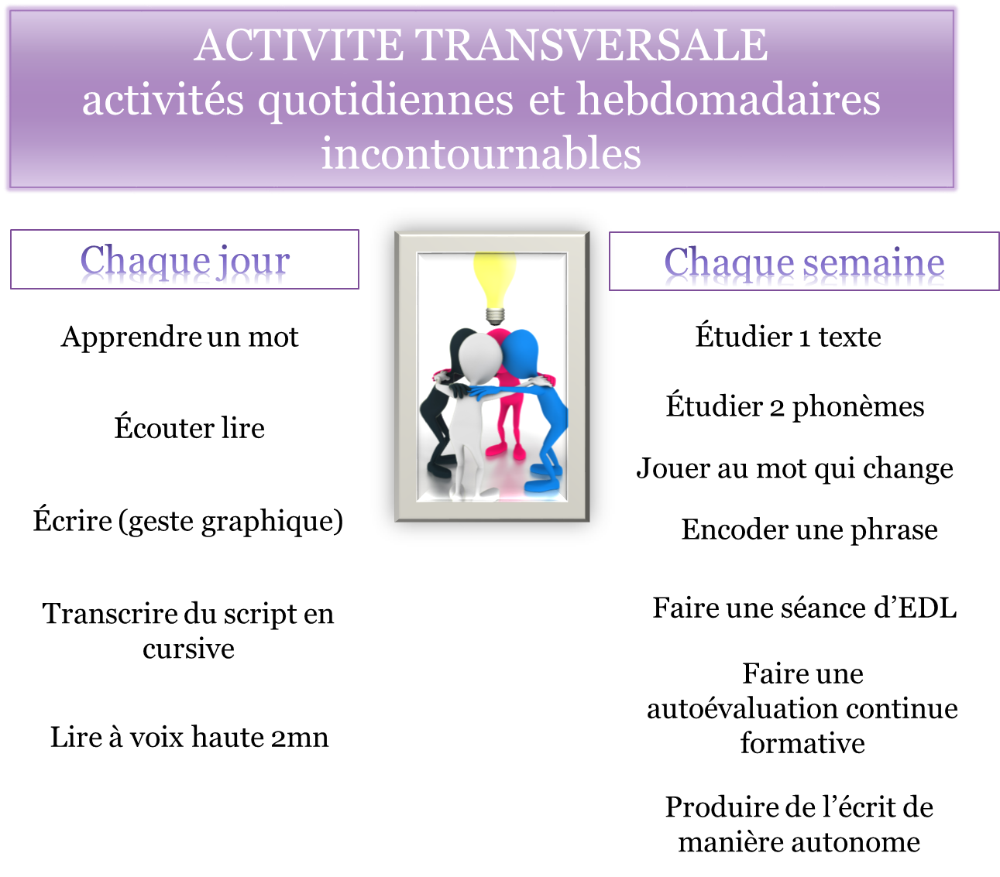 ACTIVITE TRANSVERSALE
activités quotidiennes et hebdomadaires
incontournables
Chaque jour
Apprendre un mot
Écouter lire
Écrire (geste graphique)
Transcrire du script en
cursive
Lire à voix haute 2mn
Chaque semaine
Étudier 1 texte
Étudier 2 phonèmes
Jouer au mot qui change
Encoder une phrase
Faire une séance d’EDL
Faire une
autoévaluation continue
formative
Produire de l’écrit de
manière autonome